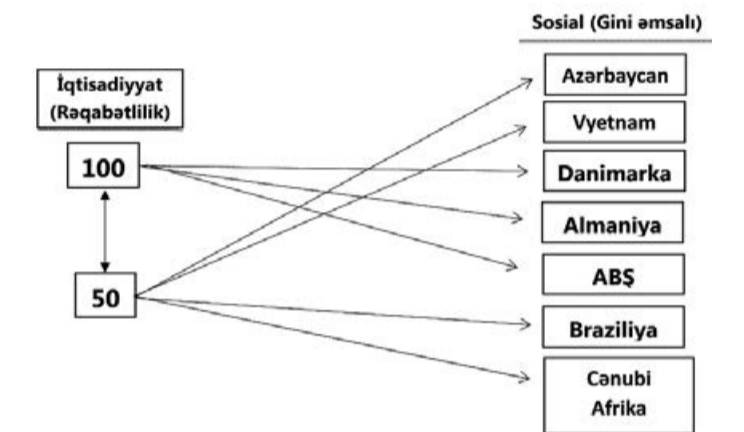 Sosial (Gini əmsalı)
İqtisadiyyat
(Rəqabətlilik)
100
50
Azərbaycan
Vyetnam
Danimarka
Almaniya
ABŞ
Braziliya
Cənubi
Afrika